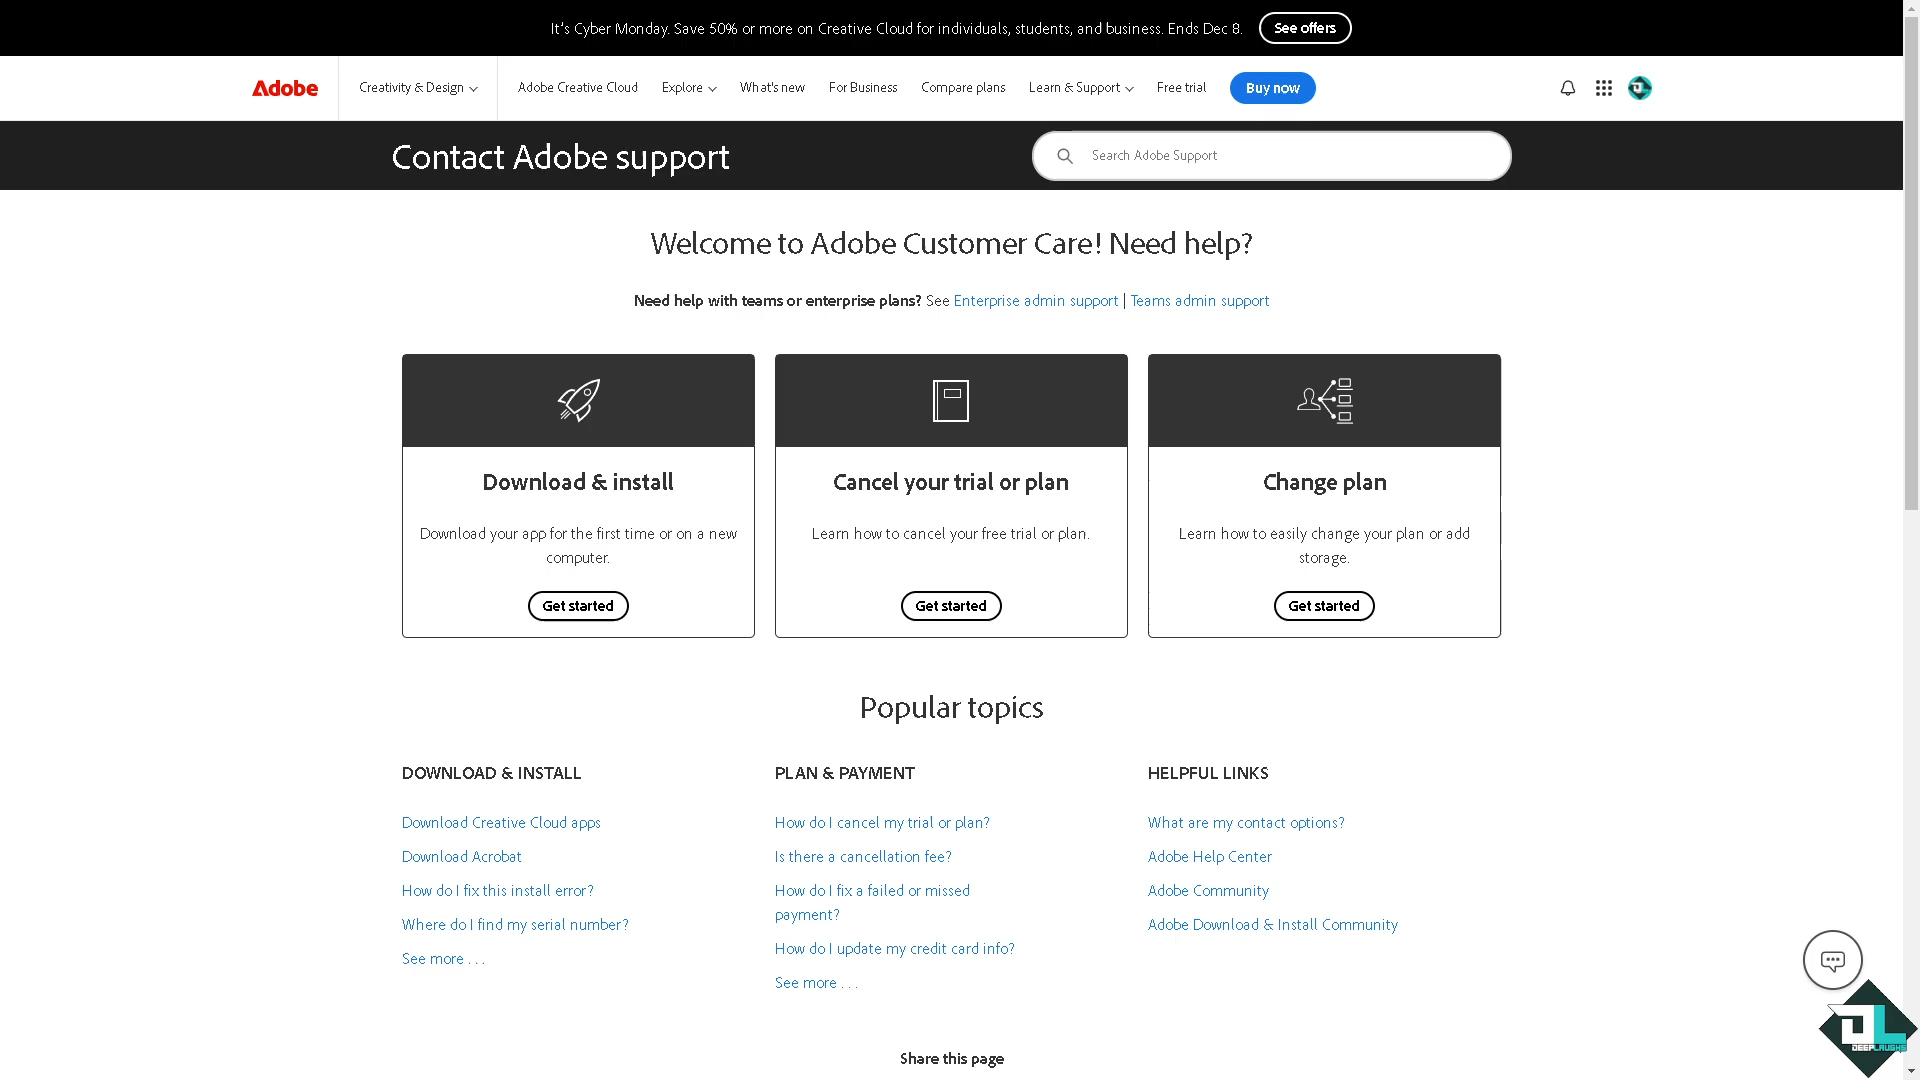 It's Cyber Monday. Save 50% or more on Creative Cloud for individuals, students, and business. Ends Dec 8. See offers
Adobe Creativity & Design Adobe Creative Cloud Explore What's new For Business Compare plans Learn & Support Free trial Buy now
Contact Adobe support Search Adobe Support
Welcome to Adobe Customer Care! Need help?
Need help with teams or enterprise plans? See Enterprise admin support | Teams admin support
Download & install
Download your app for the first time or on a new
computer.
Get started
Cancel your trial or plan
Learn how to cancel your free trial or plan.
Get started
Change plan
Learn how to easily change your plan or add
storage.
Get started
Popular topics
DOWNLOAD & INSTALL
Download Creative Cloud apps
Download Acrobat
How do I fix this install error?
Where do I find my serial number?
See more . . .
PLAN & PAYMENT
How do I cancel my trial or plan?
Is there a cancellation fee?
How do I fix a failed or missed
payment?
How do I update my credit card info?
See more . . .
HELPFUL LINKS
What are my contact options?
Adobe Help Center
Adobe Community
Adobe Download & Install Community
Share this page
DL
DEEPLAUGHS